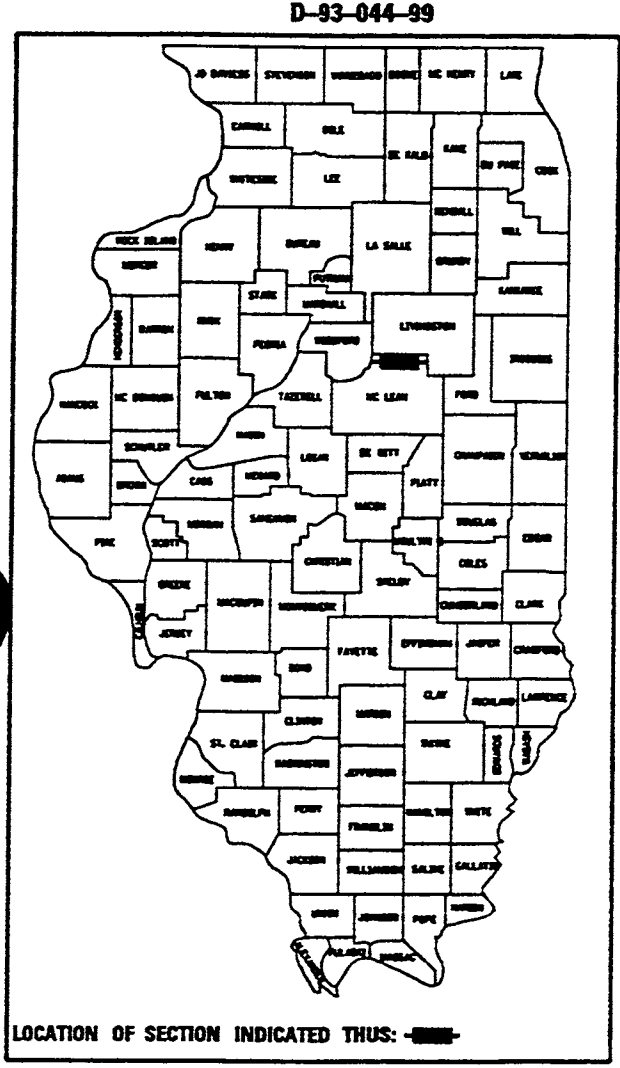 D-93-044-99
JO DAVIESS STEVENSON WINNEBAGO BOONE MC HENRY LAKE
CARROLL OGLE DE KALB KANE DU PAGE COOK
WHITESIDE LEE KENDALL WILL
ROCK ISLAND HENRY BUREAU LA SALLE GRUNDY
MERCER PUTNAM KANKAKEE
STARK MARSHALL
HENDERSON WARREN KNOX PEORIA WOODFORD LIVINGSTON IROQUOIS
HANCOCK MC DONOUGH FULTON TAZEWELL MC LEAN FORD
MASON
SCHUYLER LOGAN DE WITT CHAMPAIGN VERMILION
ADAMS BROWN CASS MENARD PIATT
MACON
PIKE SCOTT MORGAN SANGAMON MOULTRIE DOUGLAS EDGAR
CHRISTIAN COLES
GREENE SHELBY
CALHOUN MACOUPIN MONTGOMERY CUMBERLAND CLARK
JERSEY
FAYETTE EFFINGHAM JASPER CRAWFORD
MADISON BOND
CLAY RICHLAND LAWRENCE
CLINTON MARION
ST. CLAIR WAYNE EDWARDS WABASH
WASHINGTON
MONROE JEFFERSON
RANDOLPH PERRY HAMILTON WHITE
FRANKLIN
JACKSON WILLIAMSON SALINE GALLATIN
UNION JOHNSON POPE HARDIN
ALEXANDER PULASKI MASSAC
LOCATION OF SECTION INDICATED THUS: